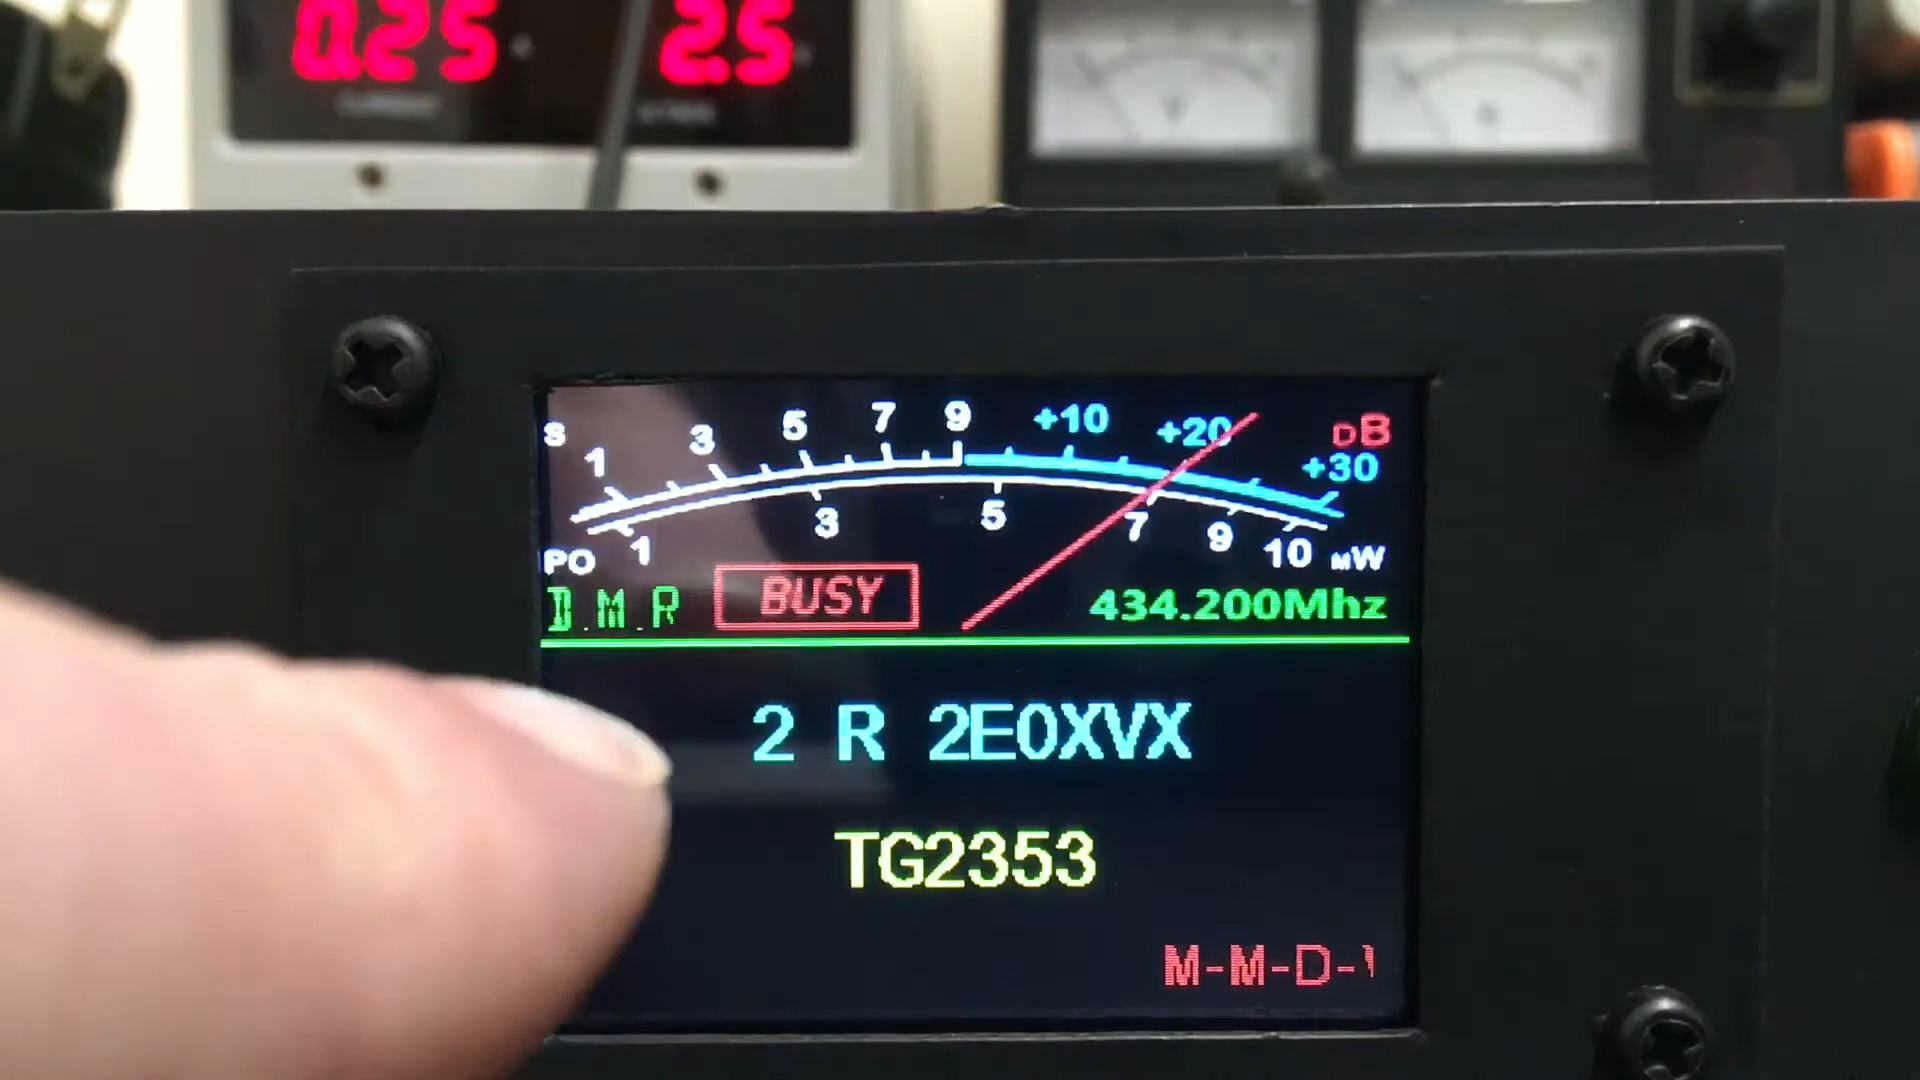 0.25 2.5
S 1 3 5 7 9 +10 +20 +30 DB
PO 1 3 5 7 9 10 MW
D.M.R BUSY 434.200Mhz
2 R 2E0XVX
TG2353
M-M-D-